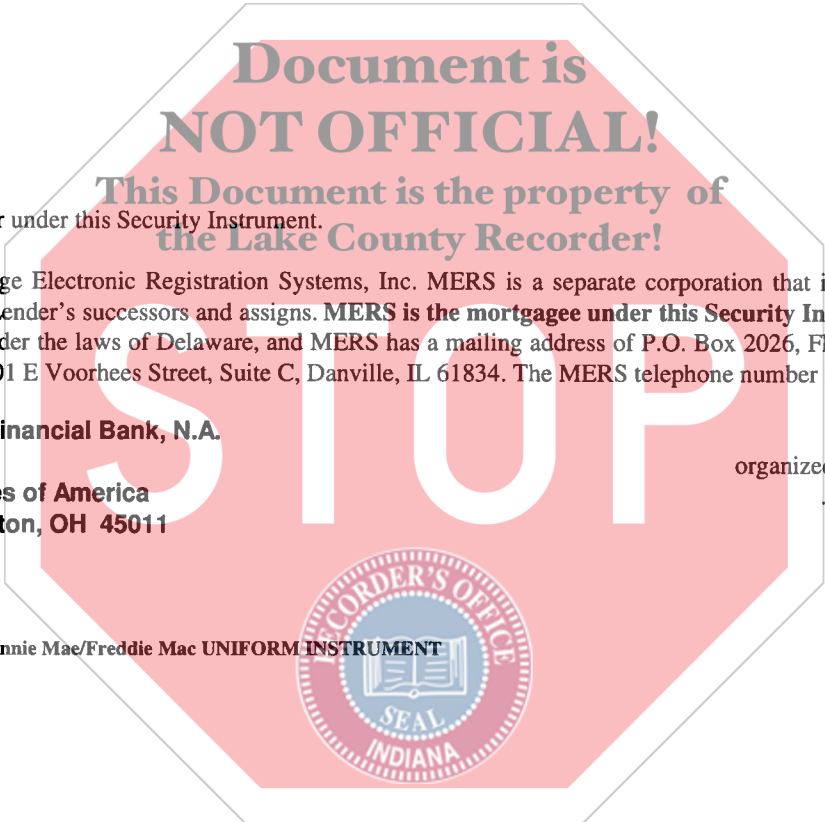 Document is
NOT OFFICIAL!
This Document is the property of
r under this Security Instrument.
the Lake County Recorder!
ge Electronic Registration Systems, Inc. MERS is a separate corporation that i
ender's successors and assigns. MERS is the mortgagee under this Security In
der the laws of Delaware, and MERS has a mailing address of P.O. Box 2026, Fl
01 E Voorhees Street, Suite C, Danville, IL 61834. The MERS telephone number
STOP
inancial Bank, N.A.
organized
es of America
ton, OH 45011
RECORDER'S OFFICE
nnie Mae/Freddie Mac UNIFORM INSTRUMENT
SEAL
INDIANA